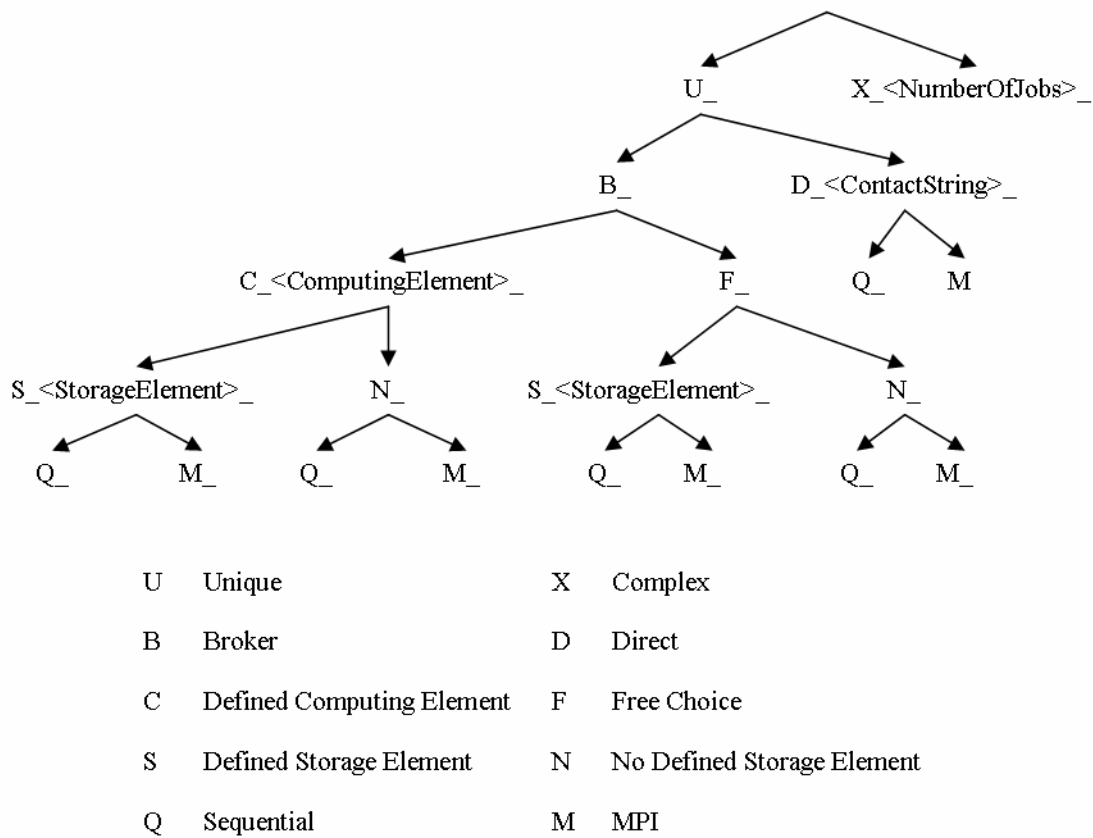 U_ X_<NumberOfJobs>_
B_ D_<ContactString>_
C_<ComputingElement>_ F_ Q_ M
S_<StorageElement>_ N_ S_<StorageElement>_ N_
Q_ M_ Q_ M_ Q_ M_ Q_ M_
U Unique X Complex
B Broker D Direct
C Defined Computing Element F Free Choice
S Defined Storage Element N No Defined Storage Element
Q Sequential M MPI